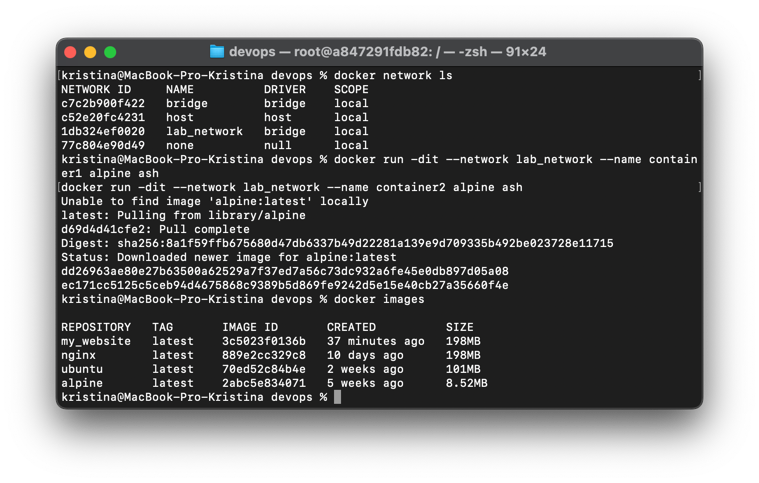 devops — root@a847291fdb82: / — -zsh — 91×24
[kristina@MacBook-Pro-Kristina devops % docker network ls ]
NETWORK ID     NAME          DRIVER    SCOPE
c7c2b900f422   bridge        bridge    local
c52e20fc4231   host          host      local
1db324ef0020   lab_network   bridge    local
77c804e90d49   none          null      local
kristina@MacBook-Pro-Kristina devops % docker run -dit --network lab_network --name contain
er1 alpine ash
[docker run -dit --network lab_network --name container2 alpine ash ]
Unable to find image 'alpine:latest' locally
latest: Pulling from library/alpine
d69d4d41cfe2: Pull complete
Digest: sha256:8a1f59ffb675680d47db6337b49d22281a139e9d709335b492be023728e11715
Status: Downloaded newer image for alpine:latest
dd26963ae80e27b63500a62529a7f37ed7a56c73dc932a6fe45e0db897d05a08
ec171cc5125c5ceb94d4675868c9389b5d869fe9242d5e15e40cb27a35660f4e
kristina@MacBook-Pro-Kristina devops % docker images
REPOSITORY   TAG       IMAGE ID       CREATED          SIZE
my_website   latest    3c5023f0136b   37 minutes ago   198MB
nginx        latest    889e2cc329c8   10 days ago      198MB
ubuntu       latest    70ed52c84b4e   2 weeks ago      101MB
alpine       latest    2abc5e834071   5 weeks ago      8.52MB
kristina@MacBook-Pro-Kristina devops %